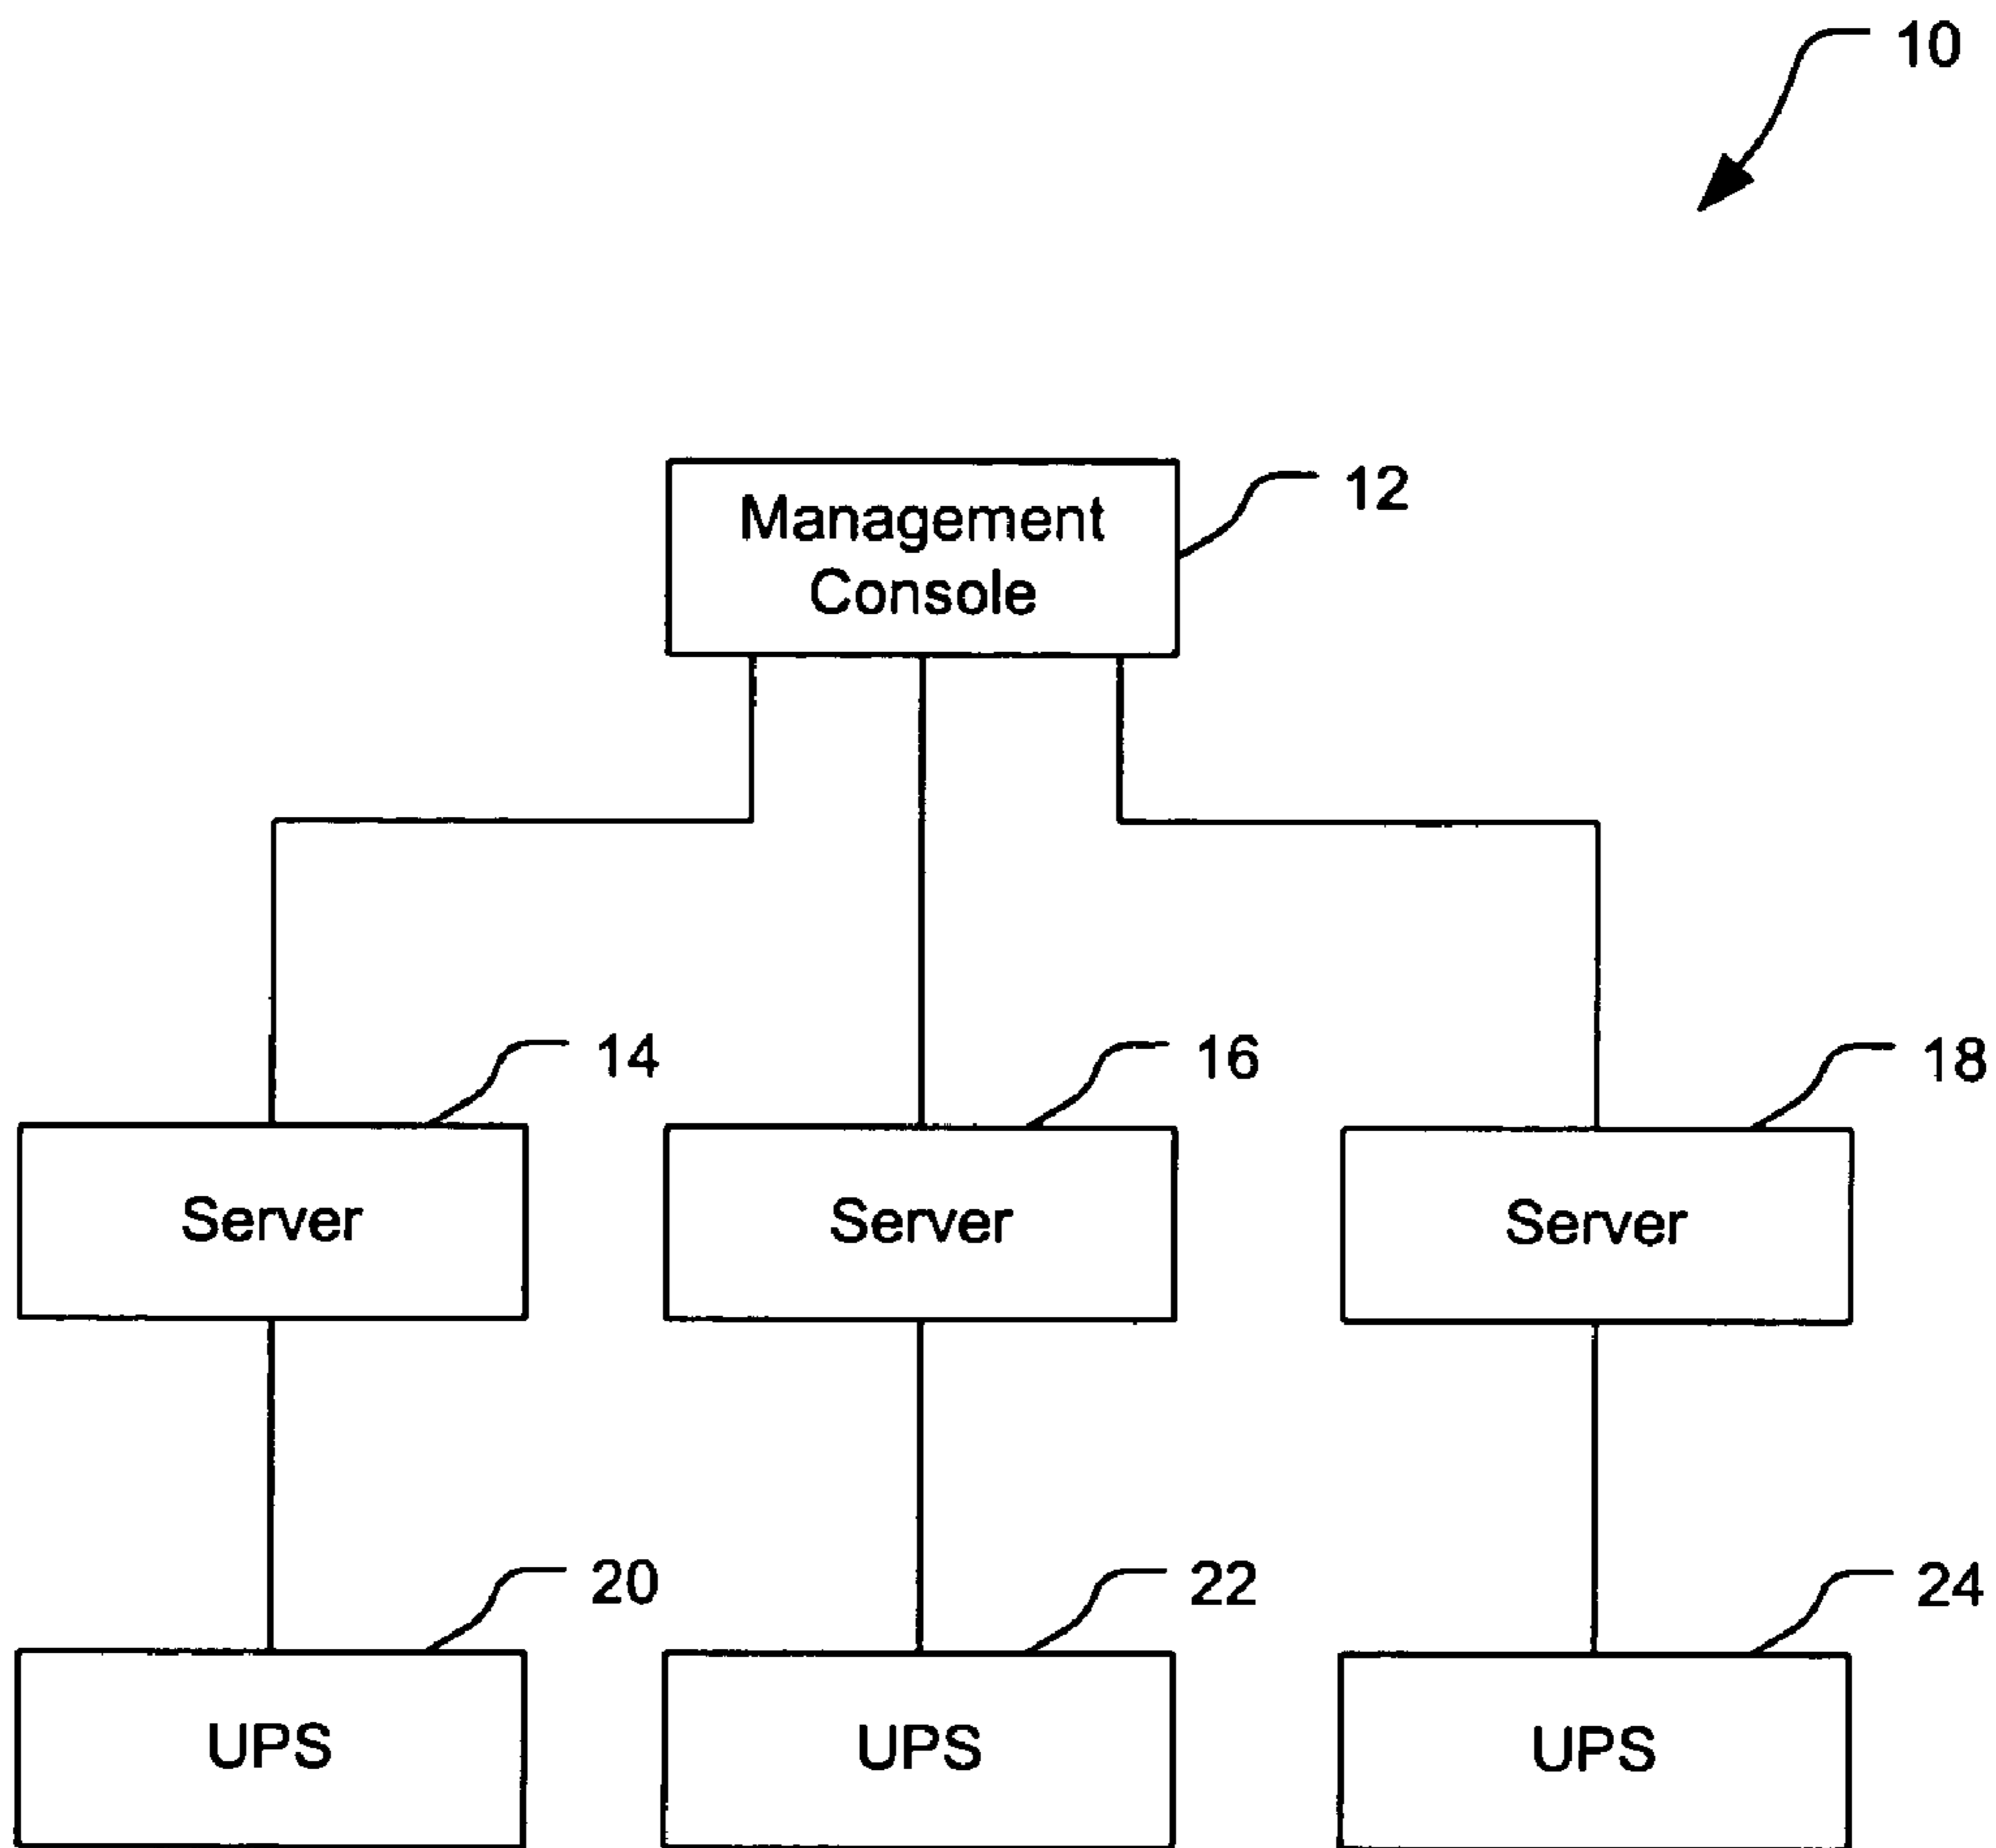 10
Management
Console
12
14
16
18
Server
Server
Server
20
22
24
UPS
UPS
UPS